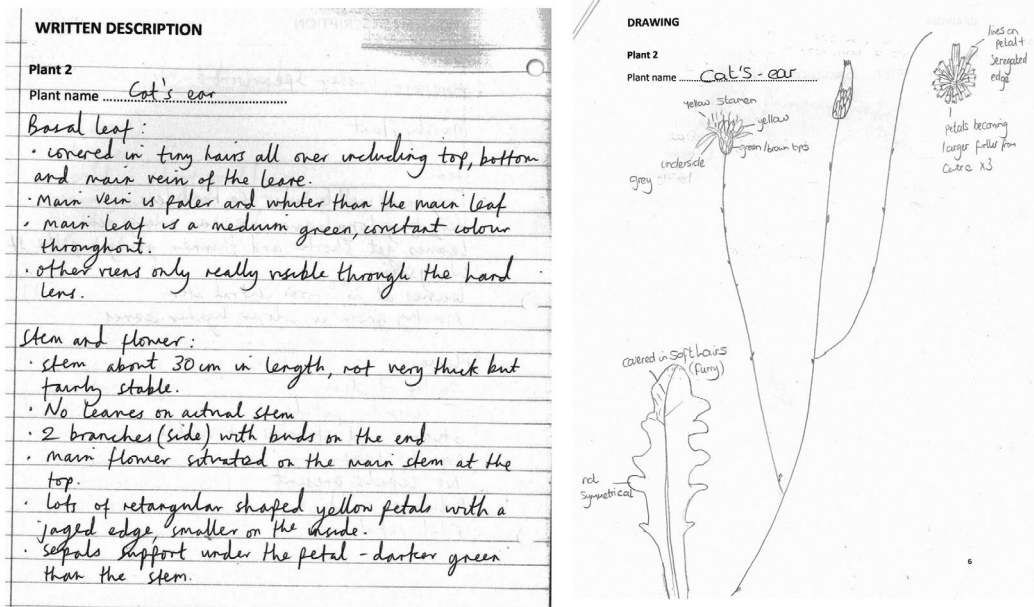 WRITTEN DESCRIPTION
Plant 2
Plant name Cat's ear
Basal leaf:
• covered in tiny hairs all over including top, bottom
and main vein of the leave.
• Main vein is paler and whiter than the main leaf
• main leaf is a medium green, constant colour
throughout.
• other viens only really visible through the hand
lens.
Stem and flower:
• stem about 30cm in length, not very thick but
fairly stable.
• No leaves on actual stem
• 2 branches (side) with buds on the end
• main flower situated on the main stem at the
top.
• lots of retangular shaped yellow petals with a
jaged edge, smaller on the inside.
• sepals support under the petal - darker green
than the stem.
DRAWING
Plant 2
Plant name Cat's-ear
yellow stamen
yellow
green/brown tips
underside
grey
lines on
petal +
seregated
edge
petals becoming
larger further from
centre x3
covered in soft hairs
(furry)
not
symmetrical
6